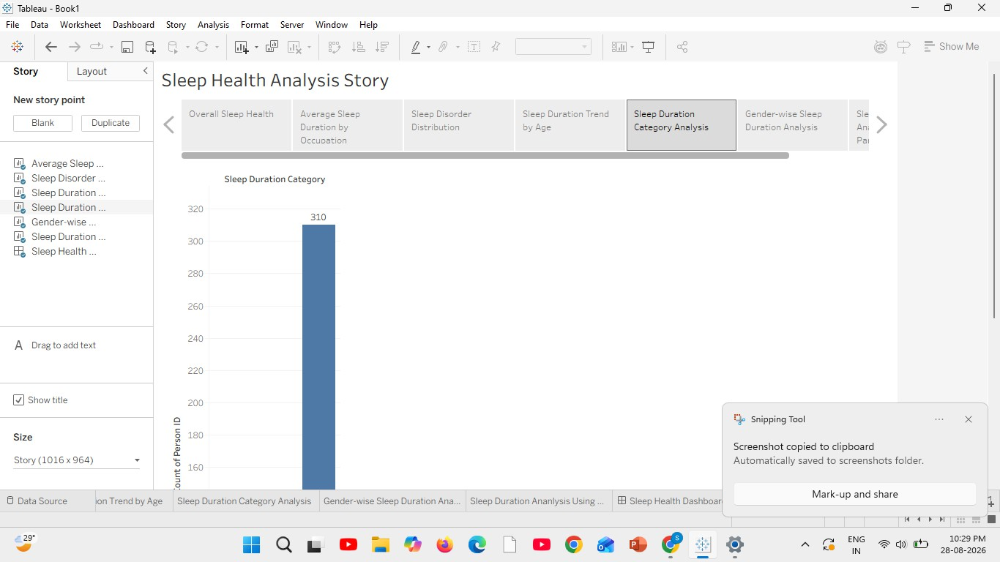 Tableau - Book1
File Data Worksheet Dashboard Story Analysis Format Server Window Help
Show Me
Story Layout
New story point
Blank Duplicate
Average Sleep ...
Sleep Disorder ...
Sleep Duration ...
Sleep Duration ...
Gender-wise ...
Sleep Duration ...
Sleep Health ...
A Drag to add text
Show title
Size
Story (1016 x 964)
Sleep Health Analysis Story
Overall Sleep Health
Average Sleep
Duration by
Occupation
Sleep Disorder
Distribution
Sleep Duration Trend
by Age
Sleep Duration
Category Analysis
Gender-wise Sleep
Duration Analysis
Sle
Ana
Par
Sleep Duration Category
320
310
300
280
260
240
220
200
180
160
ount of Person ID
Snipping Tool
Screenshot copied to clipboard
Automatically saved to screenshots folder.
Mark-up and share
Data Source ion Trend by Age Sleep Duration Category Analysis Gender-wise Sleep Duration Ana... Sleep Duration Ananlysis Using ... Sleep Health Dashboar
29°
S
ENG
IN
10:29 PM
28-08-2026